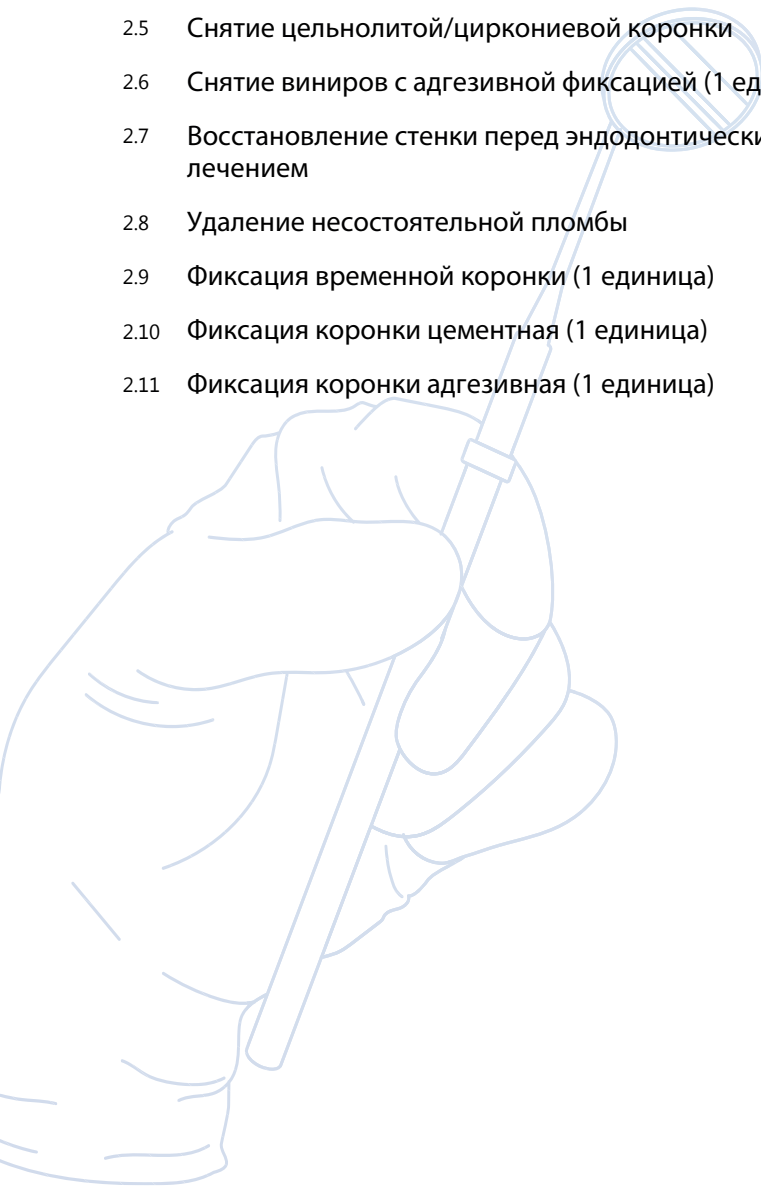 2.5 Снятие цельнолитой/циркониевой коронки
2.6 Снятие виниров с адгезивной фиксацией (1 ед
2.7 Восстановление стенки перед эндодонтически
лечением
2.8 Удаление несостоятельной пломбы
2.9 Фиксация временной коронки (1 единица)
2.10 Фиксация коронки цементная (1 единица)
2.11 Фиксация коронки адгезивная (1 единица)